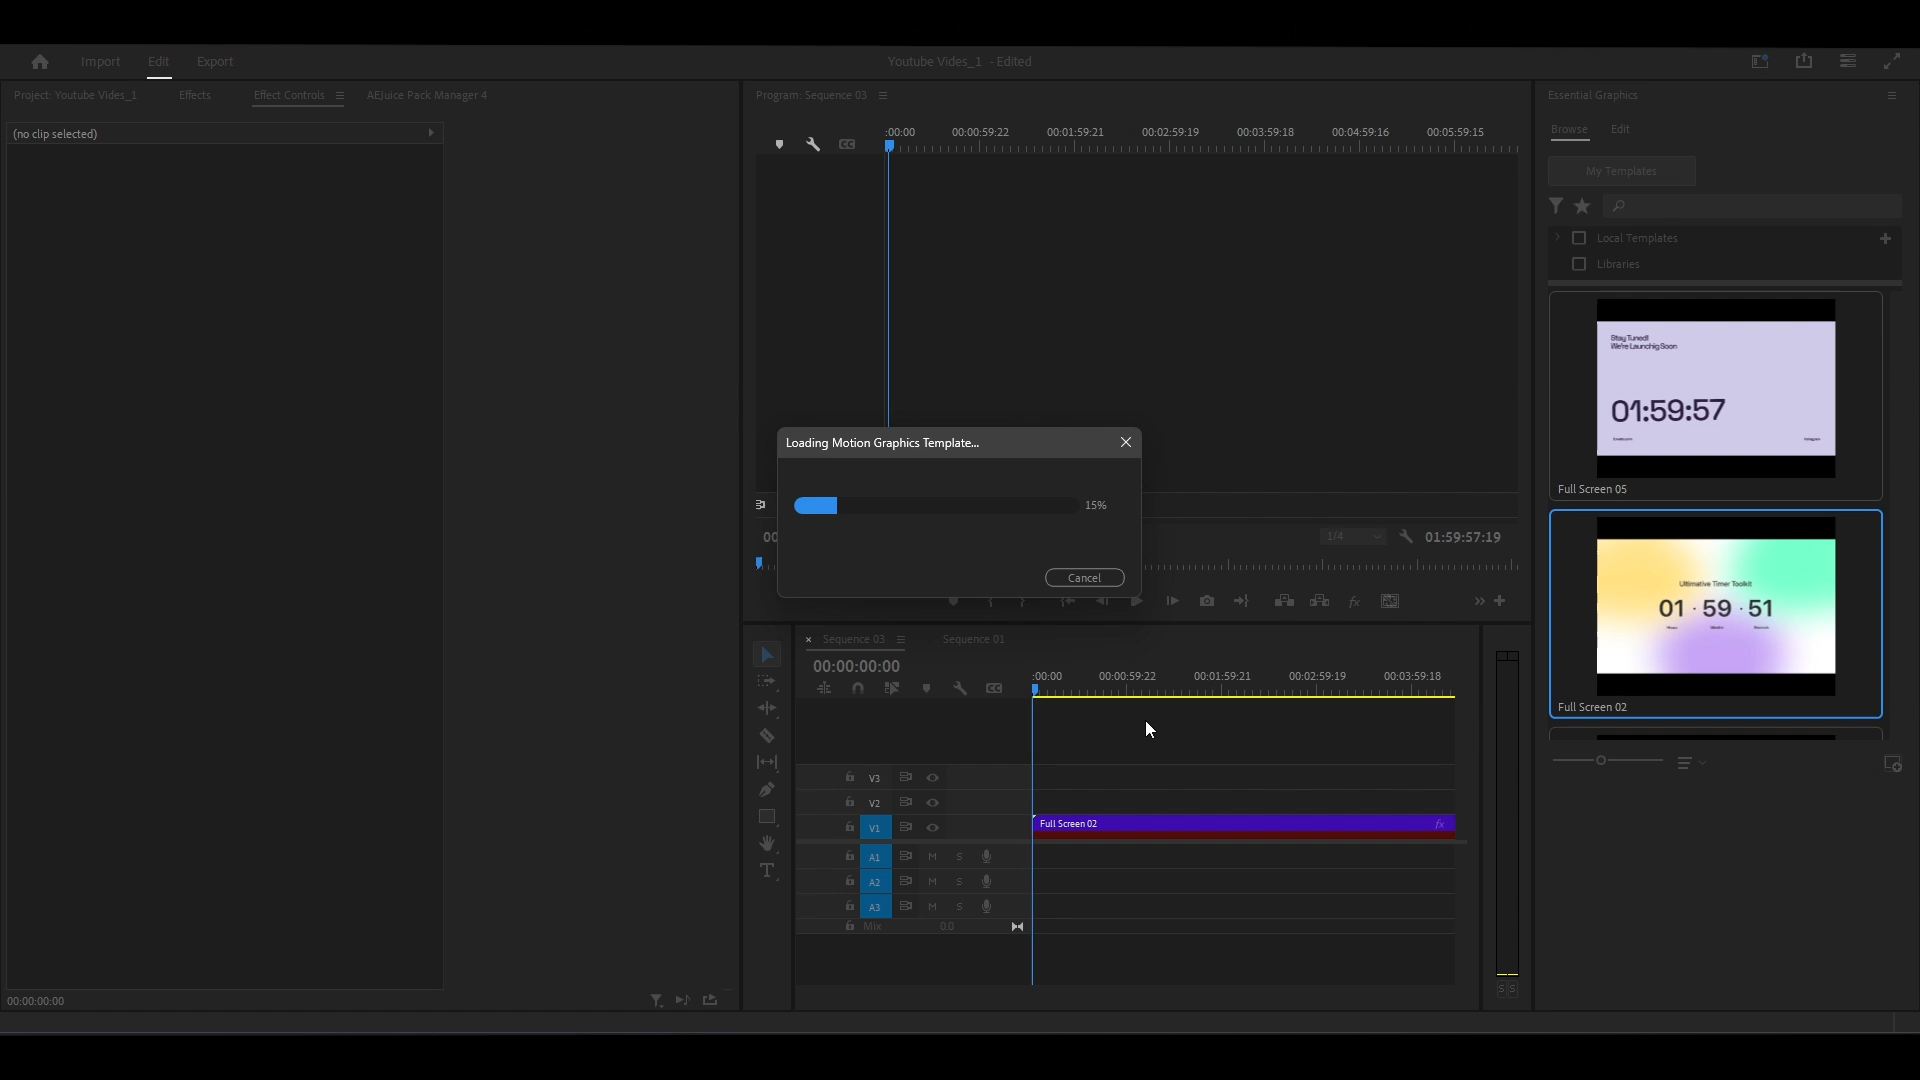 Import Edit Export Youtube Vides_1 - Edited
Project: Youtube Vides_1 Effects Effect Controls AEJuice Pack Manager 4
(no clip selected)
00:00:00:00
Program: Sequence 03
:00:00 00:00:59:22 00:01:59:21 00:02:59:19 00:03:59:18 00:04:59:16 00:05:59:15
Loading Motion Graphics Template...
15%
Cancel
00
1/4 01:59:57:19
fx
× Sequence 03 Sequence 01
00:00:00:00
:00:00 00:00:59:22 00:01:59:21 00:02:59:19 00:03:59:18
V3
V2
V1 Full Screen 02 fx
A1 M S
A2 M S
A3 M S
Mix 0.0
S S
Essential Graphics
Browse Edit
My Templates
Local Templates
Libraries
Stay Tuned!
We're Launchig Soon
01:59:57
Full Screen 05
Ultimative Timer Toolkit
01 · 59 · 51
Full Screen 02